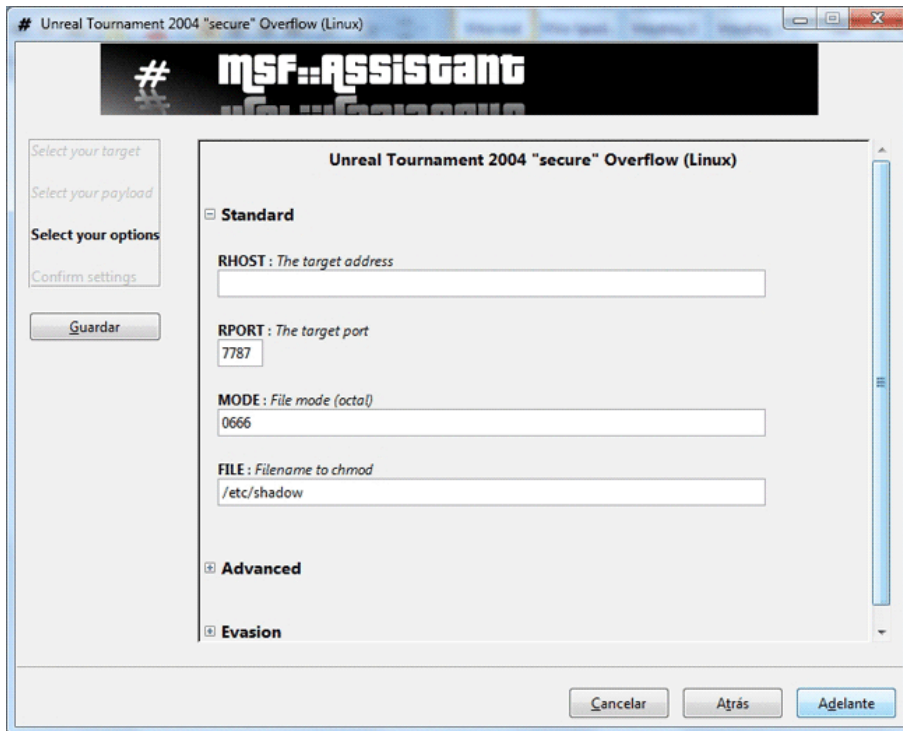 # Unreal Tournament 2004 "secure" Overflow (Linux)
# MSF::Assistant
Select your target
Select your payload
Select your options
Confirm settings
Guardar
Unreal Tournament 2004 "secure" Overflow (Linux)
Standard
RHOST : The target address
RPORT : The target port
7787
MODE : File mode (octal)
0666
FILE : Filename to chmod
/etc/shadow
Advanced
Evasion
Cancelar Atrás Adelante